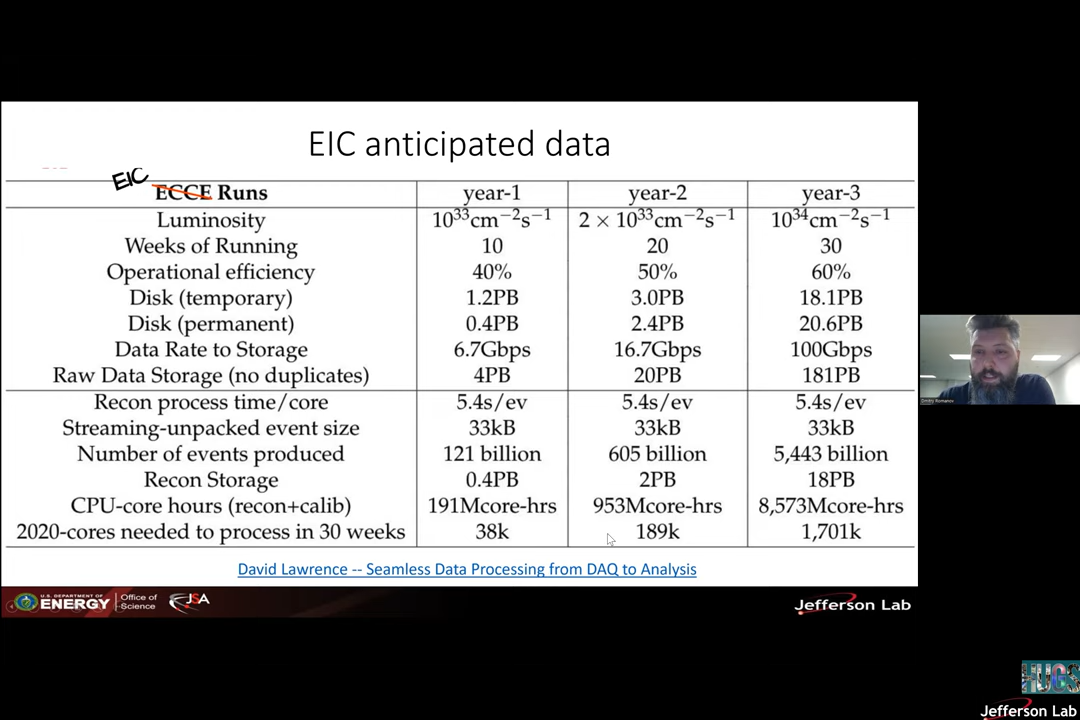 EIC anticipated data
EIC
ECCE Runs year-1 year-2 year-3
Luminosity 10³³cm⁻²s⁻¹ 2 × 10³³cm⁻²s⁻¹ 10³⁴cm⁻²s⁻¹
Weeks of Running 10 20 30
Operational efficiency 40% 50% 60%
Disk (temporary) 1.2PB 3.0PB 18.1PB
Disk (permanent) 0.4PB 2.4PB 20.6PB
Data Rate to Storage 6.7Gbps 16.7Gbps 100Gbps
Raw Data Storage (no duplicates) 4PB 20PB 181PB
Recon process time/core 5.4s/ev 5.4s/ev 5.4s/ev
Streaming-unpacked event size 33kB 33kB 33kB
Number of events produced 121 billion 605 billion 5,443 billion
Recon Storage 0.4PB 2PB 18PB
CPU-core hours (recon+calib) 191Mcore-hrs 953Mcore-hrs 8,573Mcore-hrs
2020-cores needed to process in 30 weeks 38k 189k 1,701k
David Lawrence -- Seamless Data Processing from DAQ to Analysis
U.S. DEPARTMENT OF
ENERGY
Office of
Science
JSA
Jefferson Lab
Dmitry Romanov
HUGS
Jefferson Lab